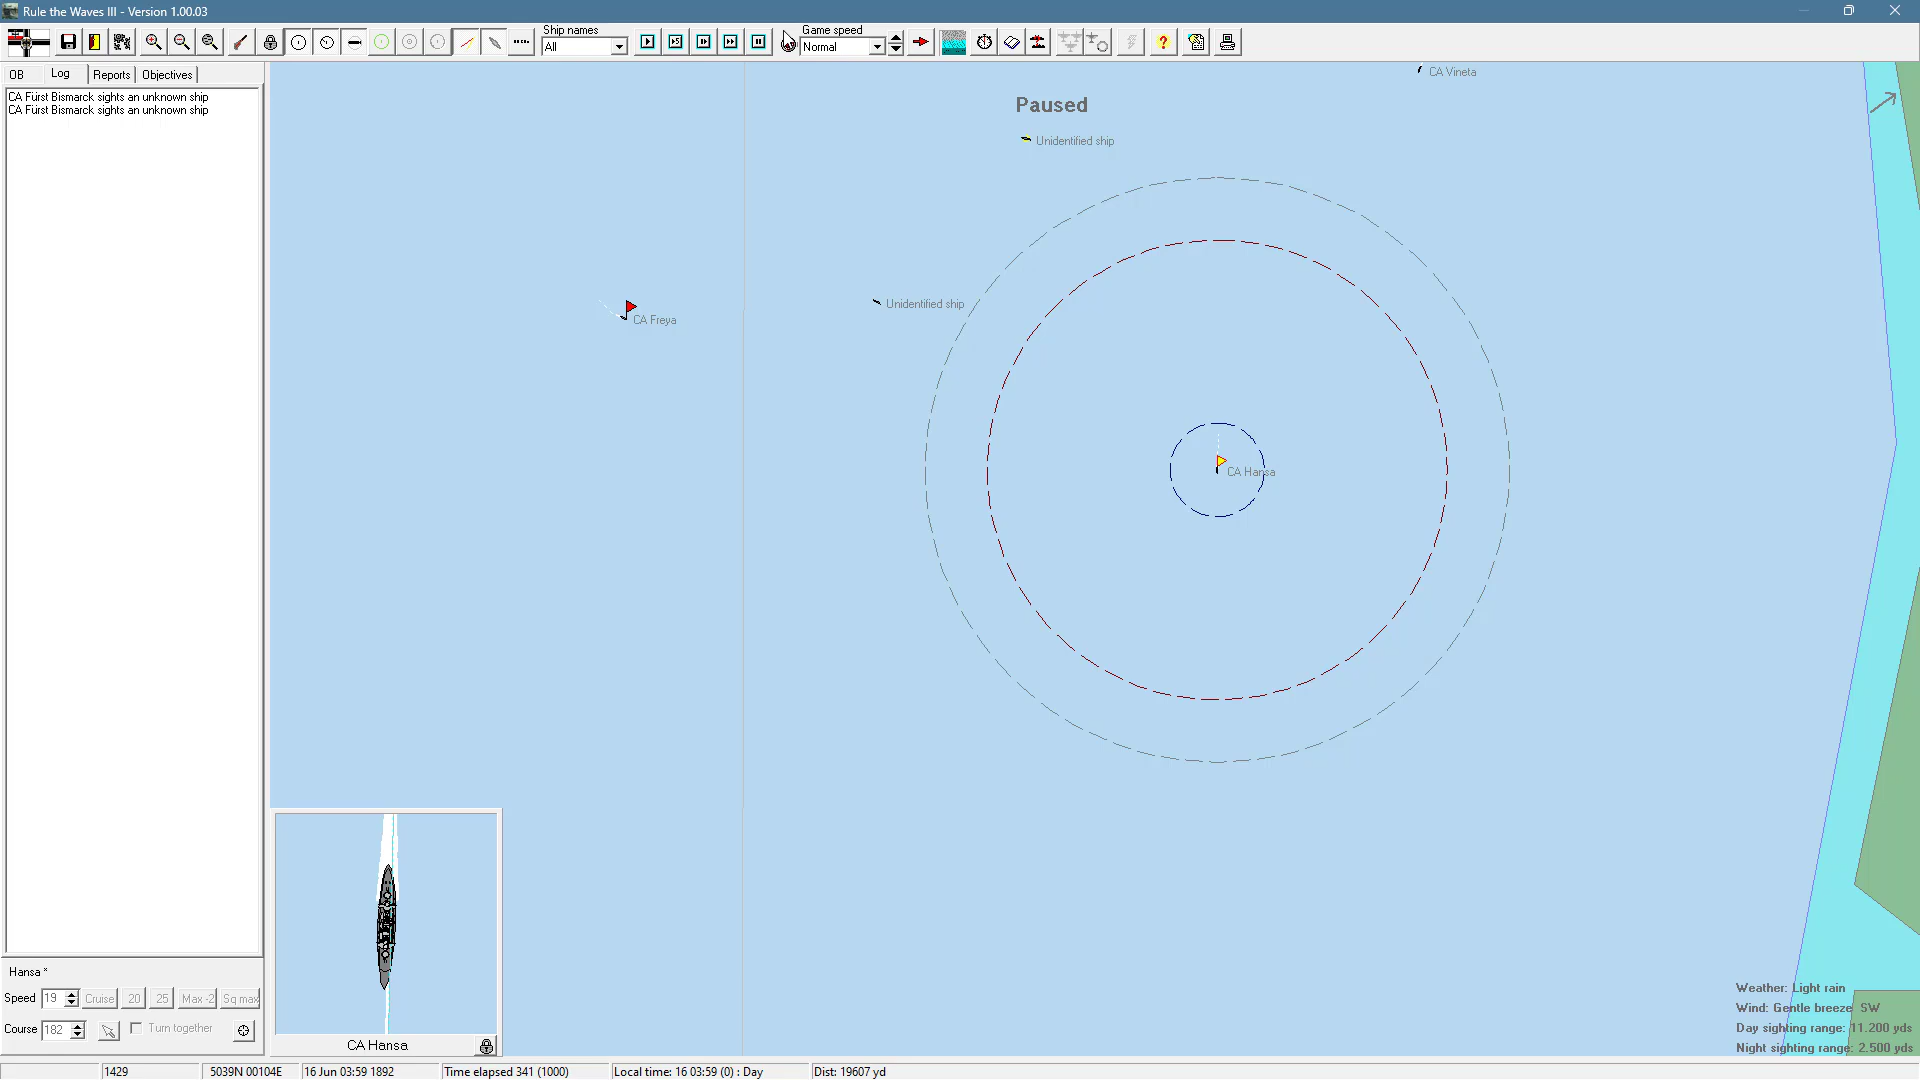 Rule the Waves III - Version 1.00.03
Ship names
All
Game speed
Normal
OB
Log
Reports
Objectives
CA Fürst Bismarck sights an unknown ship
CA Fürst Bismarck sights an unknown ship
CA Vineta
Paused
Unidentified ship
Unidentified ship
CA Freya
CA Hansa
Hansa *
Speed 19 Cruise 20 25 Max -2 Sq max
Course 182 Turn together
CA Hansa
Weather: Light rain
Wind: Gentle breeze SW
Day sighting range: 11.200 yds
Night sighting range: 2.500 yds
1429
5039N 00104E
16 Jun 03:59 1892
Time elapsed 341 (1000)
Local time: 16 03:59 (0) : Day
Dist: 19607 yd